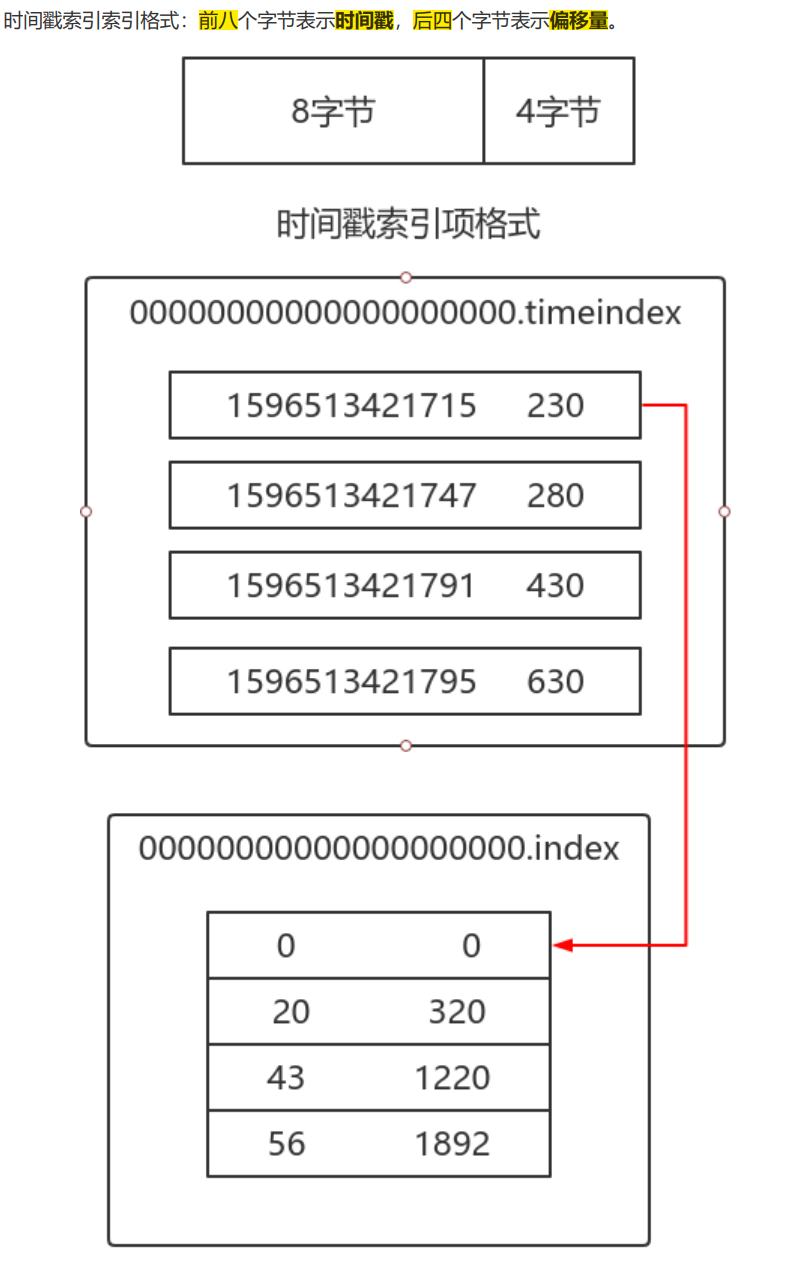 时间戳索引索引格式：前八个字节表示时间戳，后四个字节表示偏移量。
8字节 4字节
时间戳索引项格式
00000000000000000000.timeindex
1596513421715 230
1596513421747 280
1596513421791 430
1596513421795 630
00000000000000000000.index
0 0
20 320
43 1220
56 1892